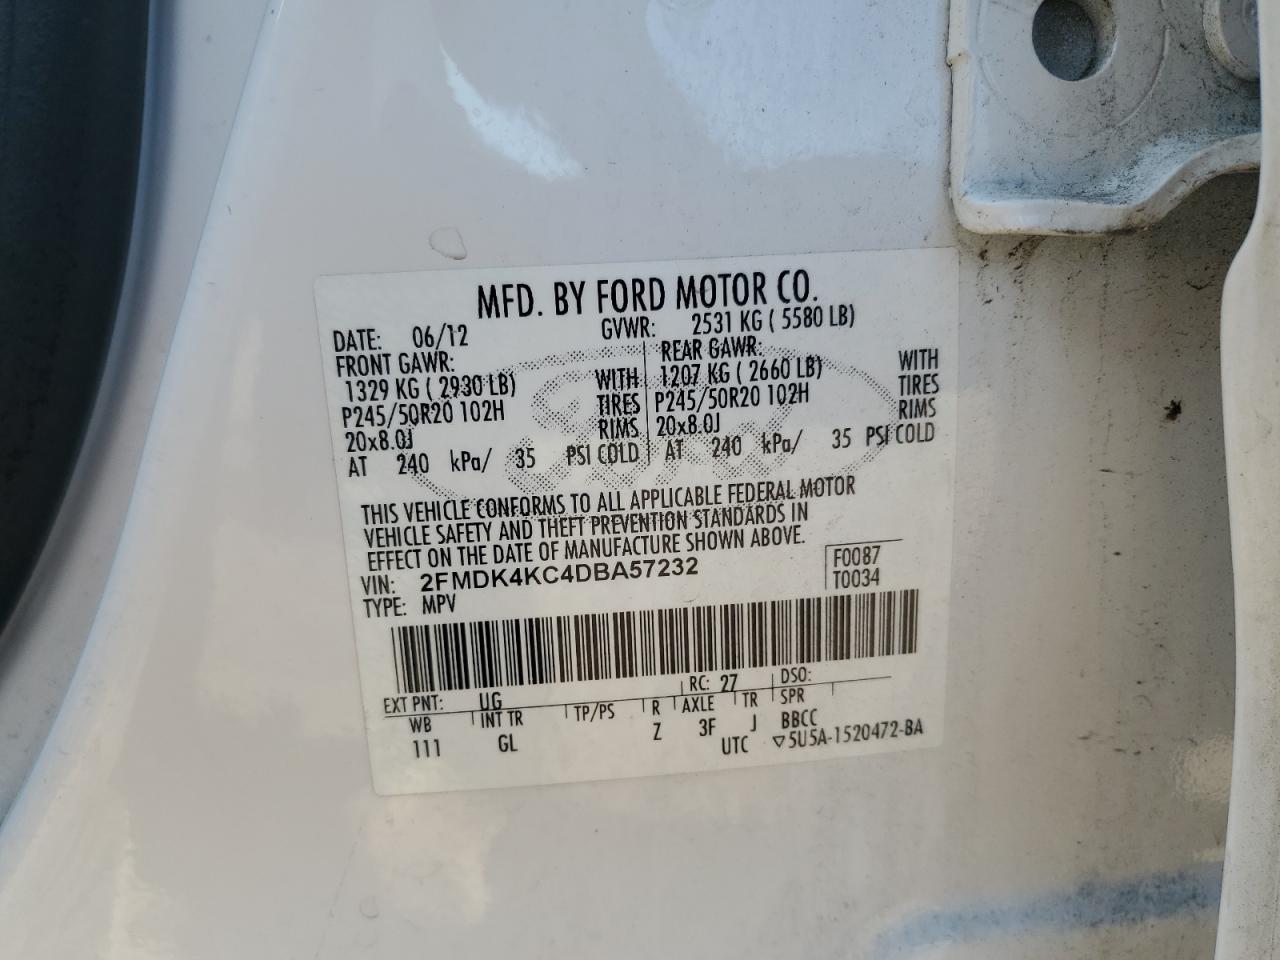 MFD. BY FORD MOTOR CO.
DATE: 06/12 GVWR: 2531 KG ( 5580 LB)
FRONT GAWR: REAR GAWR:
1329 KG ( 2930 LB) WITH 1207 KG ( 2660 LB) WITH
P245/50R20 102H TIRES P245/50R20 102H TIRES
20x8.0J RIMS 20x8.0J RIMS
AT 240 kPa/ 35 PSI COLD AT 240 kPa/ 35 PSI COLD
THIS VEHICLE CONFORMS TO ALL APPLICABLE FEDERAL MOTOR
VEHICLE SAFETY AND THEFT PREVENTION STANDARDS IN
EFFECT ON THE DATE OF MANUFACTURE SHOWN ABOVE.
VIN: 2FMDK4KC4DBA57232 F0087
TYPE: MPV T0034
EXT PNT: UG RC: 27 DSO:
WB INT TR TP/PS R AXLE TR SPR
111 GL Z 3F J BBCC
UTC ▽5U5A-1520472-BA